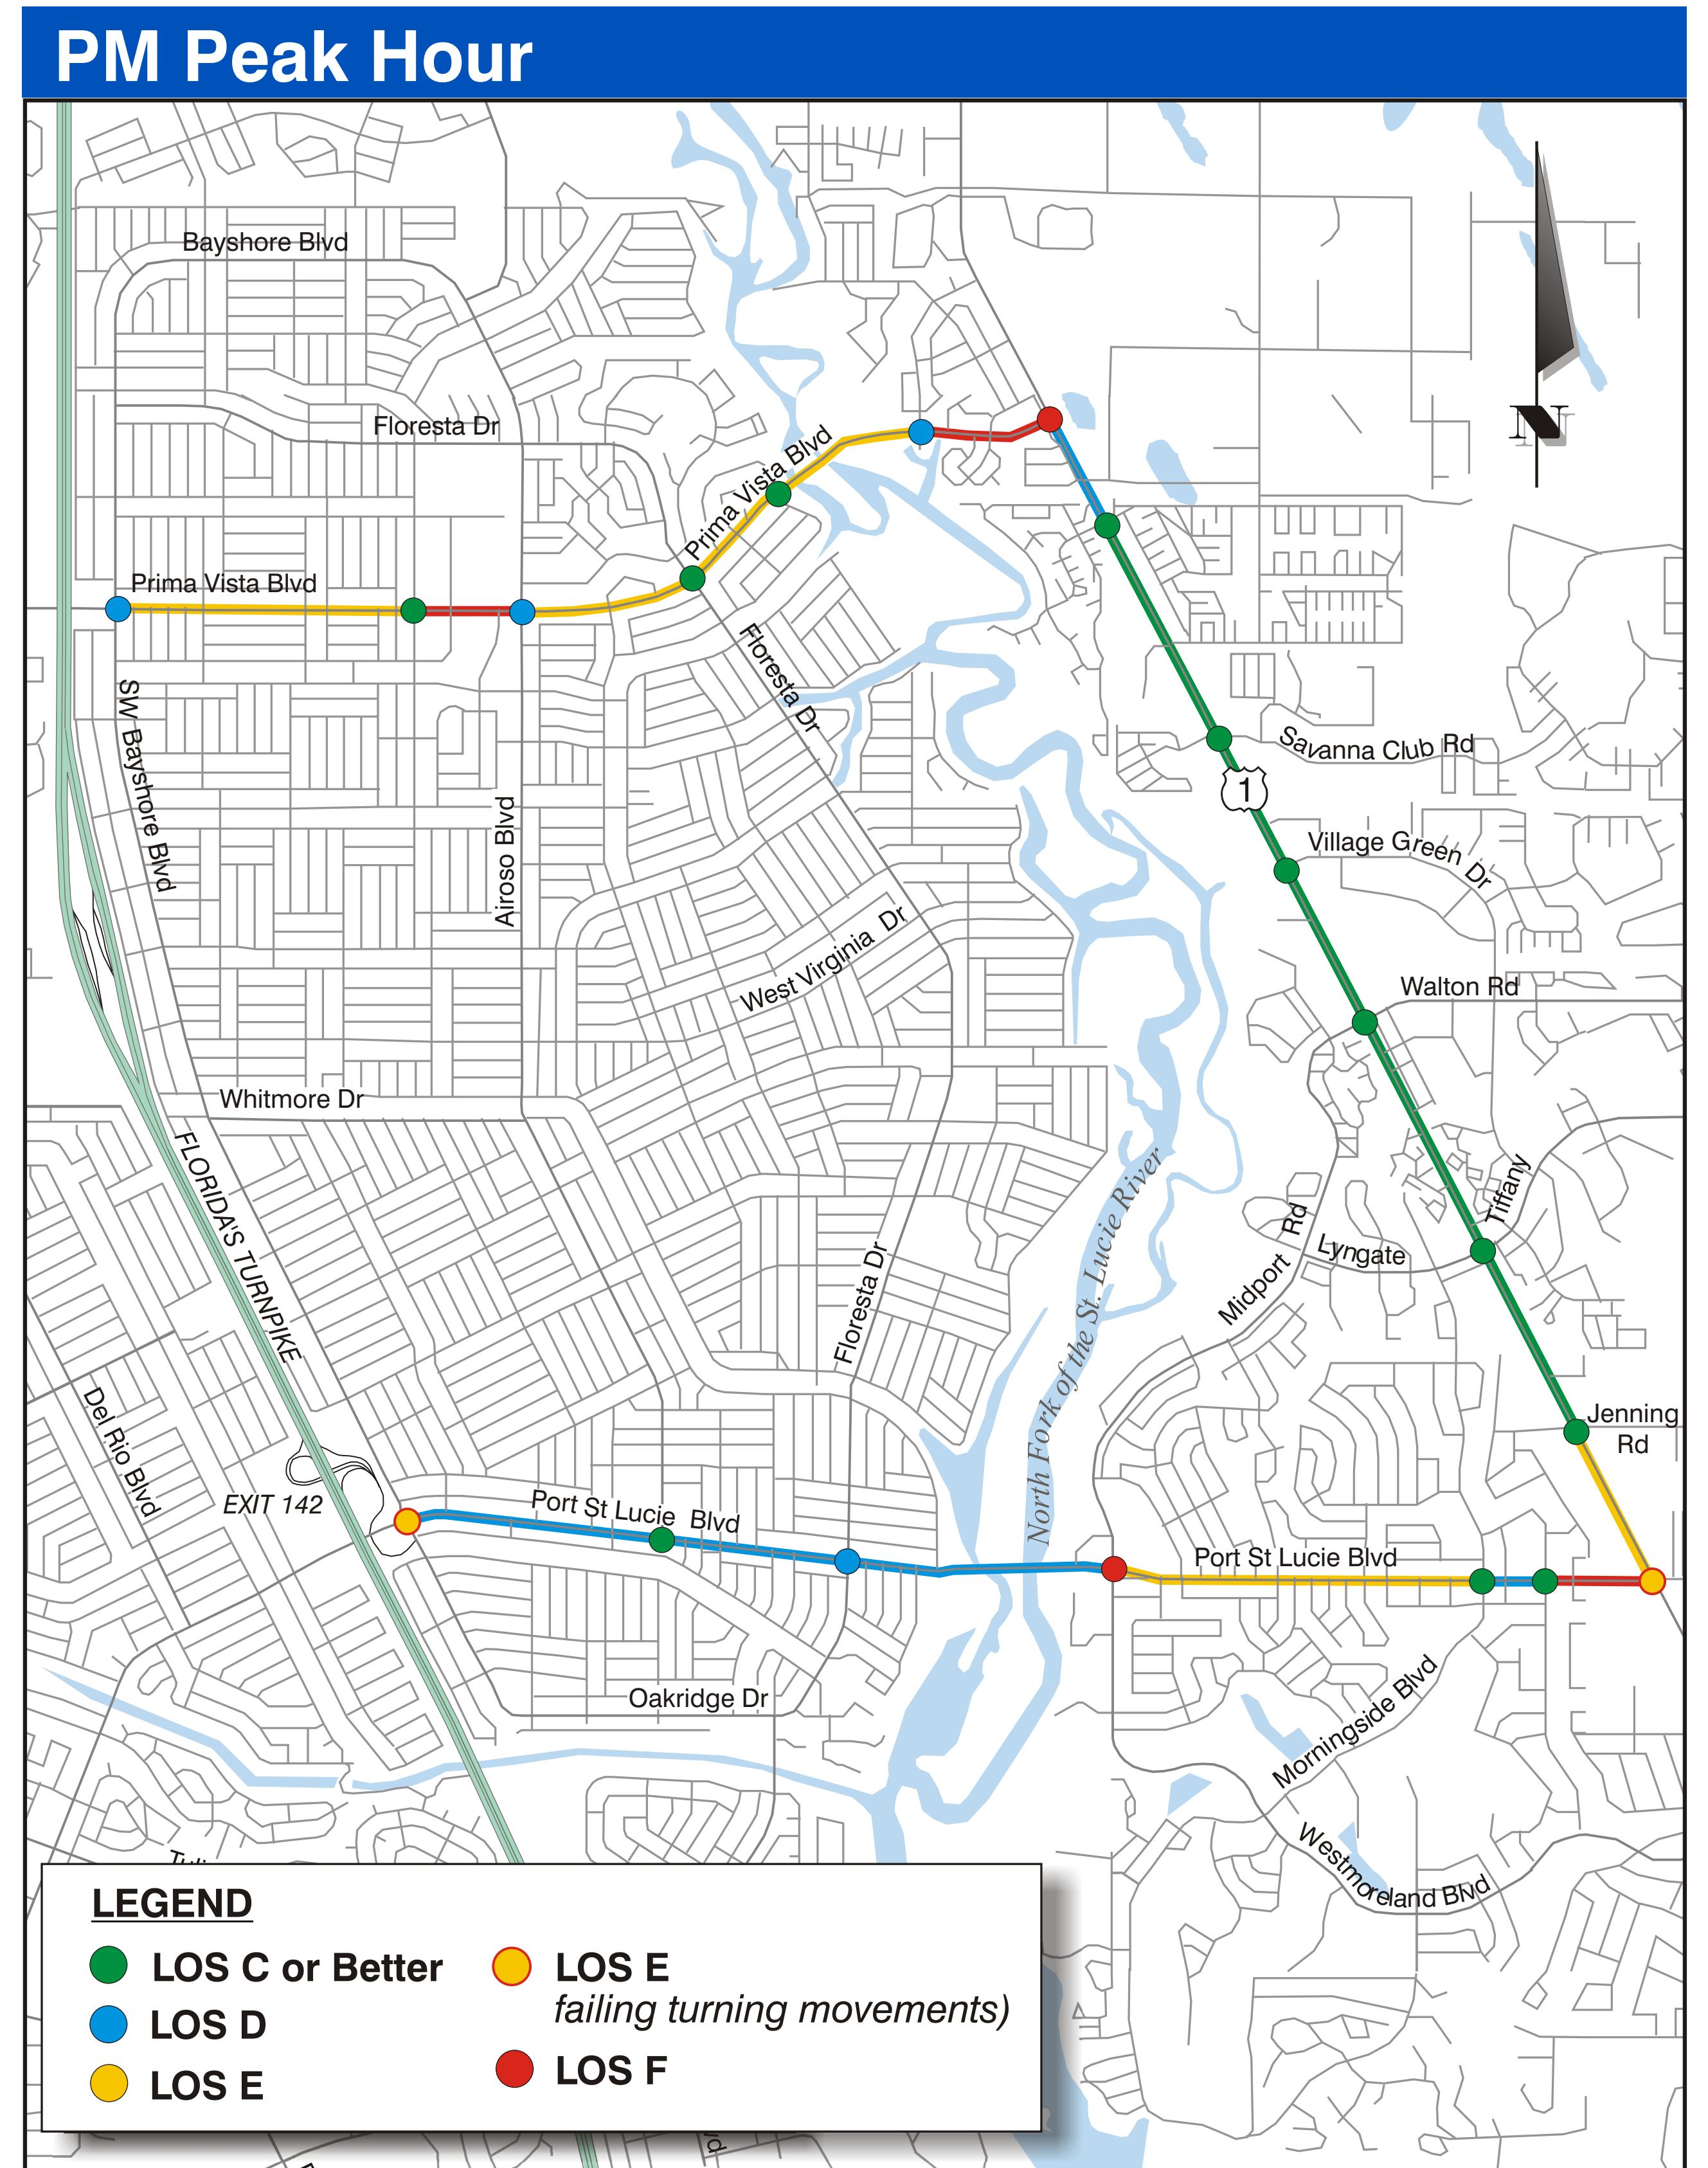 PM Peak Hour
Bayshore Blvd
Floresta Dr
Prima Vista Blvd
N
Prima Vista Blvd
Floresta Dr
SW Bayshore Blvd
Savanna Club Rd
1
Airoso Blvd
Village Green Dr
West Virginia Dr
Walton Rd
Whitmore Dr
FLORIDA'S TURNPIKE
North Fork of the St. Lucie River
Tiffany
Midport Rd
Lyngate
Floresta Dr
Del Rio Blvd
Jenning
Rd
EXIT 142
Port St Lucie Blvd
Port St Lucie Blvd
Oakridge Dr
Morningside Blvd
Westmoreland Blvd
LEGEND
LOS C or Better
LOS D
LOS E
LOS E
failing turning movements)
LOS F